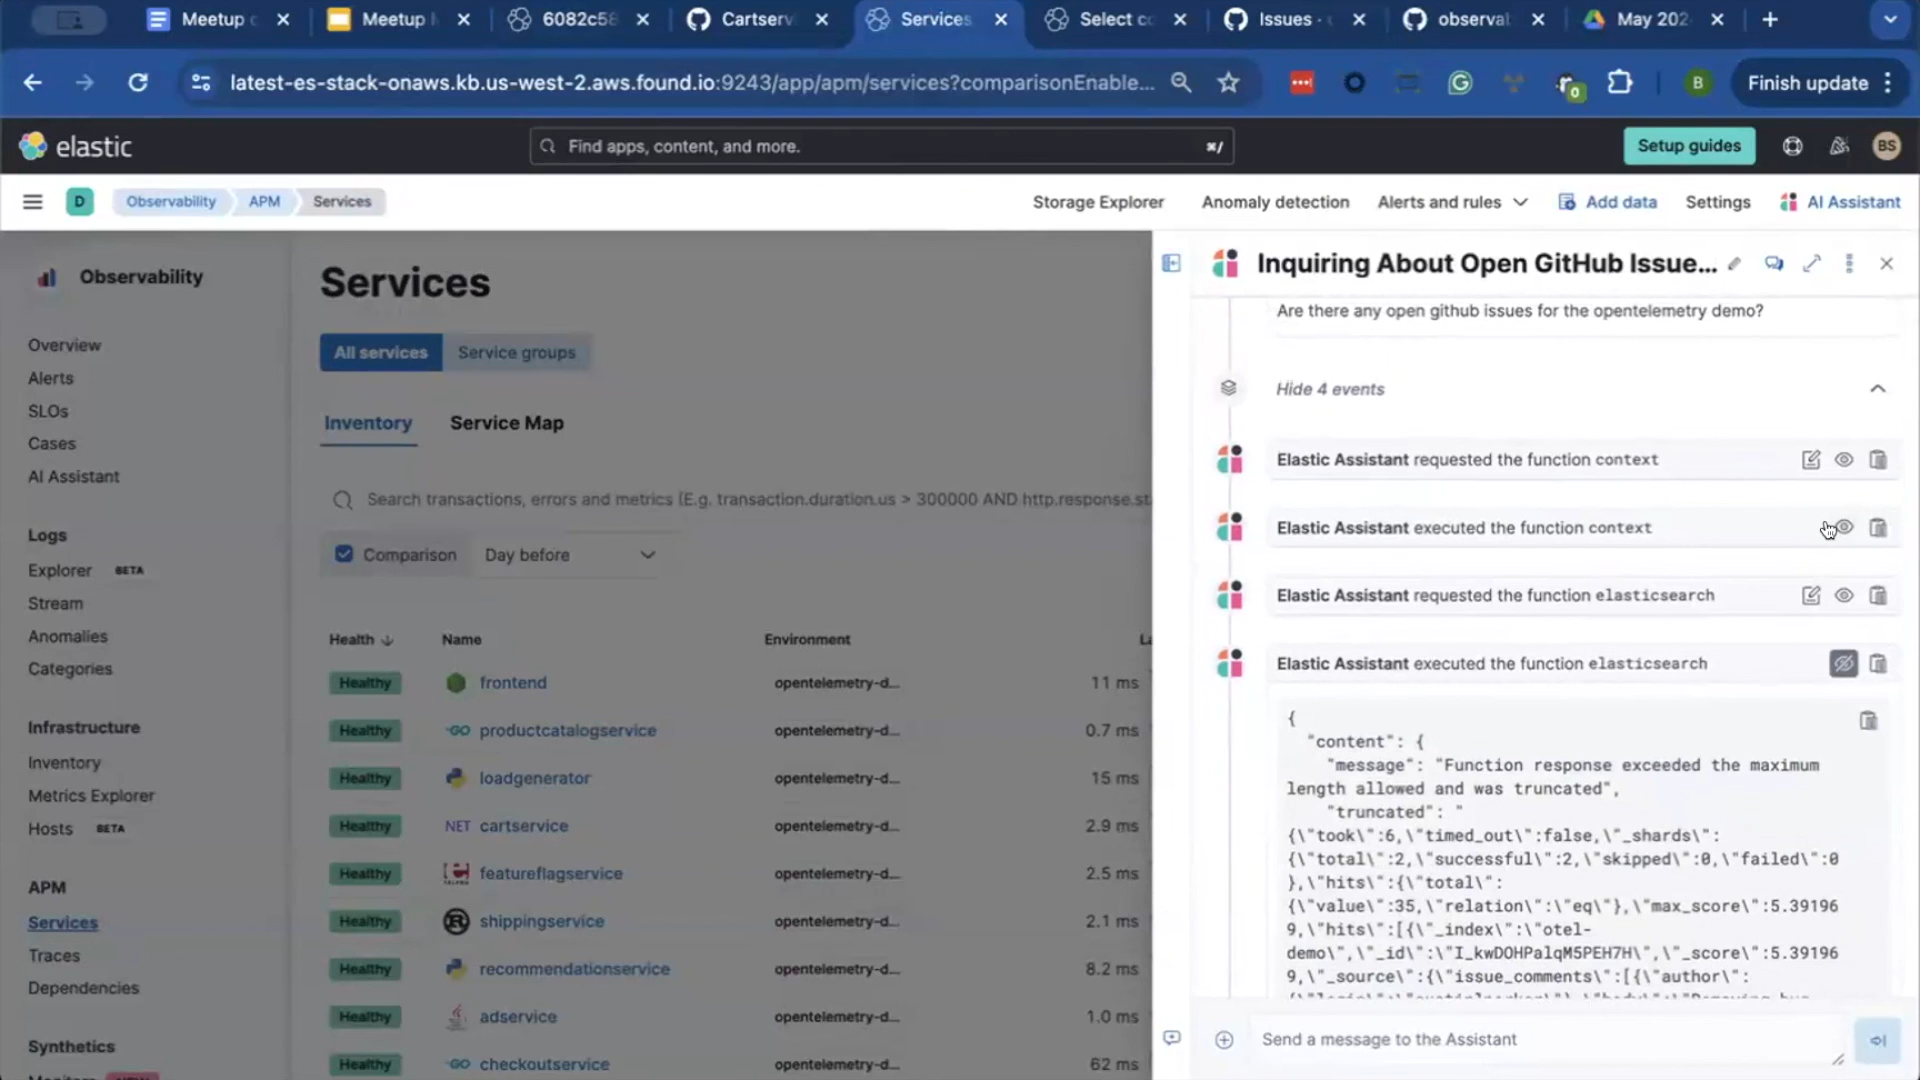 Meetup
Meetup
6082c58
Cartserv
Services
Select co
Issues ·
observal
May 202
latest-es-stack-onaws.kb.us-west-2.aws.found.io:9243/app/apm/services?comparisonEnable...
0
B
Finish update
elastic
Find apps, content, and more.
⌘/
Setup guides
BS
D
Observability
APM
Services
Storage Explorer
Anomaly detection
Alerts and rules
Add data
Settings
AI Assistant
Observability
Overview
Alerts
SLOs
Cases
AI Assistant
Logs
Explorer BETA
Stream
Anomalies
Categories
Infrastructure
Inventory
Metrics Explorer
Hosts BETA
APM
Services
Traces
Dependencies
Synthetics
Services
All services
Service groups
Inventory
Service Map
Search transactions, errors and metrics (E.g. transaction.duration.us > 300000 AND http.response.st
Comparison
Day before
Health
Name
Environment
La
Healthy frontend opentelemetry-d... 11 ms
Healthy GO productcatalogservice opentelemetry-d... 0.7 ms
Healthy loadgenerator opentelemetry-d... 15 ms
Healthy NET cartservice opentelemetry-d... 2.9 ms
Healthy featureflagservice opentelemetry-d... 2.5 ms
Healthy shippingservice opentelemetry-d... 2.1 ms
Healthy recommendationservice opentelemetry-d... 8.2 ms
Healthy adservice opentelemetry-d... 1.0 ms
Healthy GO checkoutservice opentelemetry-d... 62 ms
Inquiring About Open GitHub Issue...
Are there any open github issues for the opentelemetry demo?
Hide 4 events
Elastic Assistant requested the function context
Elastic Assistant executed the function context
Elastic Assistant requested the function elasticsearch
Elastic Assistant executed the function elasticsearch
{
"content": {
"message": "Function response exceeded the maximum
length allowed and was truncated",
"truncated": "
{\"took\":6,\"timed_out\":false,\"_shards\":
{\"total\":2,\"successful\":2,\"skipped\":0,\"failed\":0
},\"hits\":{\"total\":
{\"value\":35,\"relation\":\"eq\"},\"max_score\":5.39196
9,\"hits\":[{\"_index\":\"otel-
demo\",\"_id\":\"I_kwDOHPalqM5PEH7H\",\"_score\":5.39196
9,\"_source\":{\"issue_comments\":[{\"author\":
Send a message to the Assistant